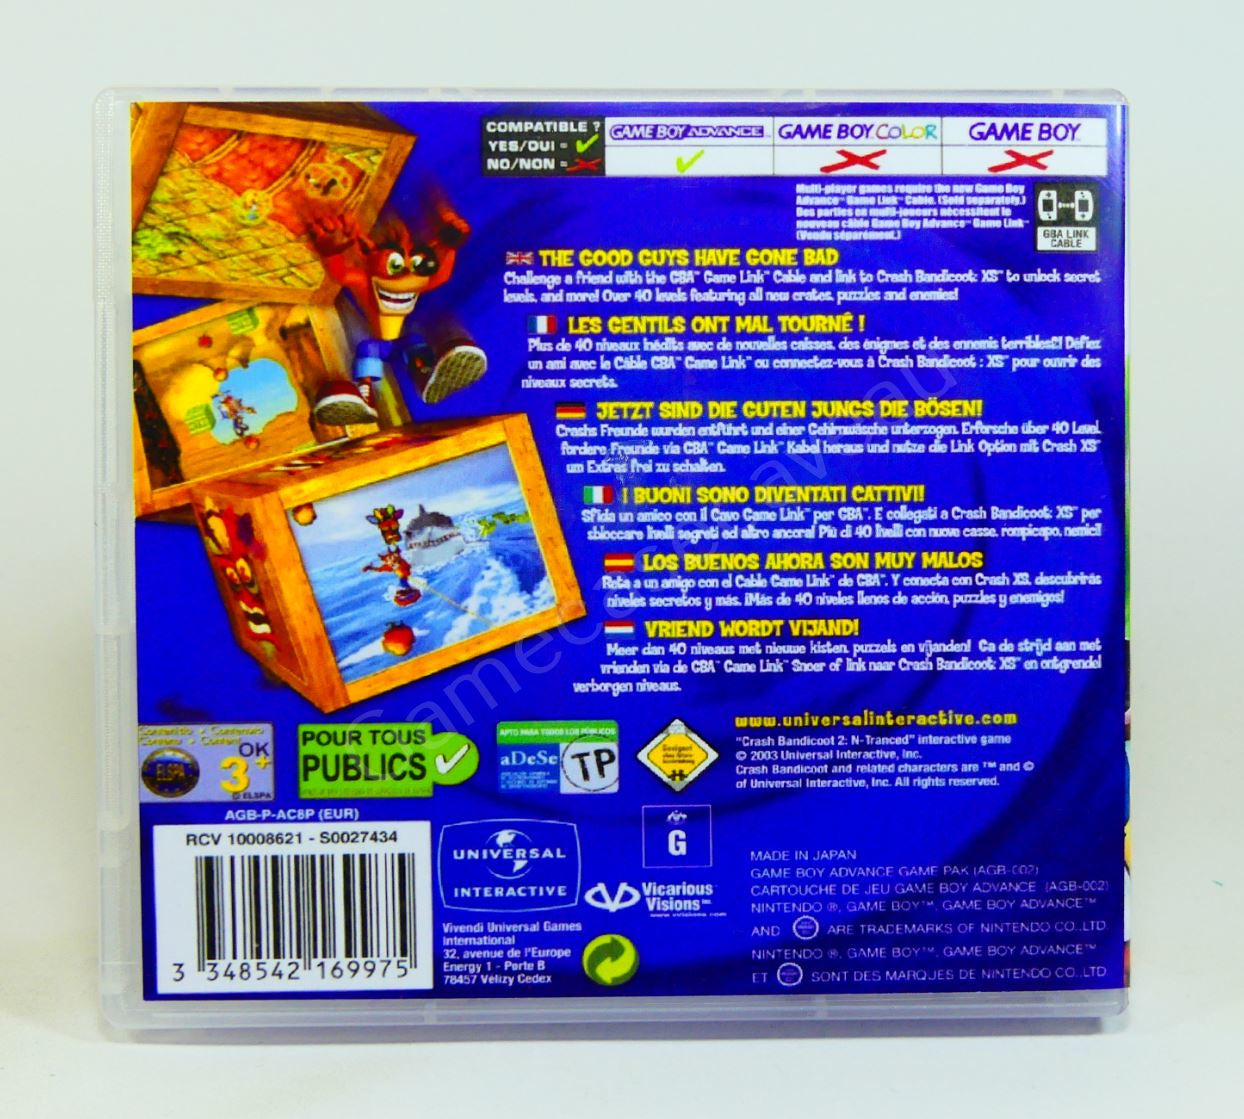 COMPATIBLE ?
YES/OUI =
NO/NON =
GAME BOY ADVANCE™
GAME BOY COLOR
GAME BOY™
Multi-player games require the new Game Boy
Advance™ Game Link™ Cable. (Sold separately.)
Des parties en multi-joueurs nécessitent le
nouveau câble Game Boy Advance™ Game Link™
(Vendu séparément.)
GBA LINK
CABLE
THE GOOD GUYS HAVE GONE BAD
Challenge a friend with the GBA™ Game Link™ Cable and link to Crash Bandicoot: XS™ to unlock secret
levels, and more! Over 40 levels featuring all new crates, puzzles and enemies!
LES GENTILS ONT MAL TOURNÉ !
Plus de 40 niveaux inédits avec de nouvelles caisses, des énigmes et des ennemis terribles!! Défiez
un ami avec le Câble GBA™ Game Link™ ou connectez-vous à Crash Bandicoot : XS™ pour ouvrir des
niveaux secrets.
JETZT SIND DIE GUTEN JUNGS DIE BÖSEN!
Crashs Freunde wurden entführt und einer Gehirnwäsche unterzogen. Erforsche über 40 Level,
fordere Freunde via GBA™ Game Link™ Kabel heraus und nutze die Link Option mit Crash XS™
um Extras frei zu schalten.
I BUONI SONO DIVENTATI CATTIVI!
Sfida un amico con il Cavo Game Link™ per GBA™. E collegati a Crash Bandicoot: XS™ per
sbloccare livelli segreti ed altro ancora! Più di 40 livelli con nuove casse, rompicapo, nemici!
LOS BUENOS AHORA SON MUY MALOS
Reta a un amigo con el Cable Game Link™ de GBA™. Y conecta con Crash XS, descubrirás
niveles secretos y más. ¡Más de 40 niveles llenos de acción, puzzles y enemigos!
VRIEND WORDT VIJAND!
Meer dan 40 niveaus met nieuwe kisten, puzzels en vijanden! Ga de strijd aan met
vrienden via de GBA™ Game Link™ Snoer of link naar Crash Bandicoot: XS™ en ontgrendel
verborgen niveaus.
Gamecase
OK
ELSPA
3+
© ELSPA
POUR TOUS
PUBLICS
APTO PARA TODOS LOS PÚBLICOS
aDeSe
TP
Geeignet
www.universalinteractive.com
"Crash Bandicoot 2: N-Tranced" interactive game
© 2003 Universal Interactive, Inc.
Crash Bandicoot and related characters are ™ and ©
of Universal Interactive, Inc. All rights reserved.
AGB-P-AC8P (EUR)
RCV 10008621 - S0027434
3 348542 169975
UNIVERSAL
INTERACTIVE
G
Vicarious
Visions Inc.
www.vvisions.com
Vivendi Universal Games
International
32, avenue de l'Europe
Energy 1 - Porte B
78457 Vélizy Cedex
MADE IN JAPAN
GAME BOY ADVANCE GAME PAK (AGB-002)
CARTOUCHE DE JEU GAME BOY ADVANCE (AGB-002)
NINTENDO ®, GAME BOY™, GAME BOY ADVANCE™
AND ARE TRADEMARKS OF NINTENDO CO.,LTD.
NINTENDO ®, GAME BOY™, GAME BOY ADVANCE™
ET SONT DES MARQUES DE NINTENDO CO.,LTD.